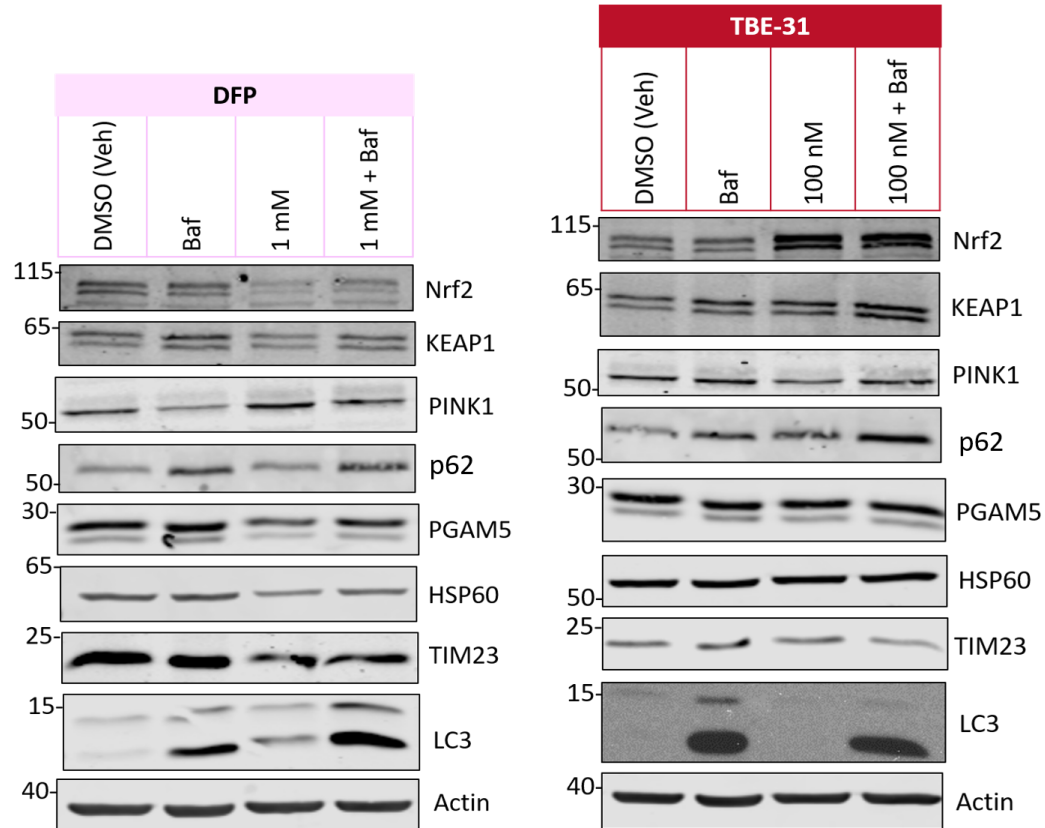 DFP
DMSO (Veh)
Baf
1 mM
1 mM + Baf
115
Nrf2
65
KEAP1
PINK1
50
p62
50
30
PGAM5
65
HSP60
25
TIM23
15
LC3
40
Actin
TBE-31
DMSO (Veh)
Baf
100 nM
100 nM + Baf
115
Nrf2
65
KEAP1
PINK1
50
p62
50
30
PGAM5
HSP60
50
25
TIM23
15
LC3
40
Actin